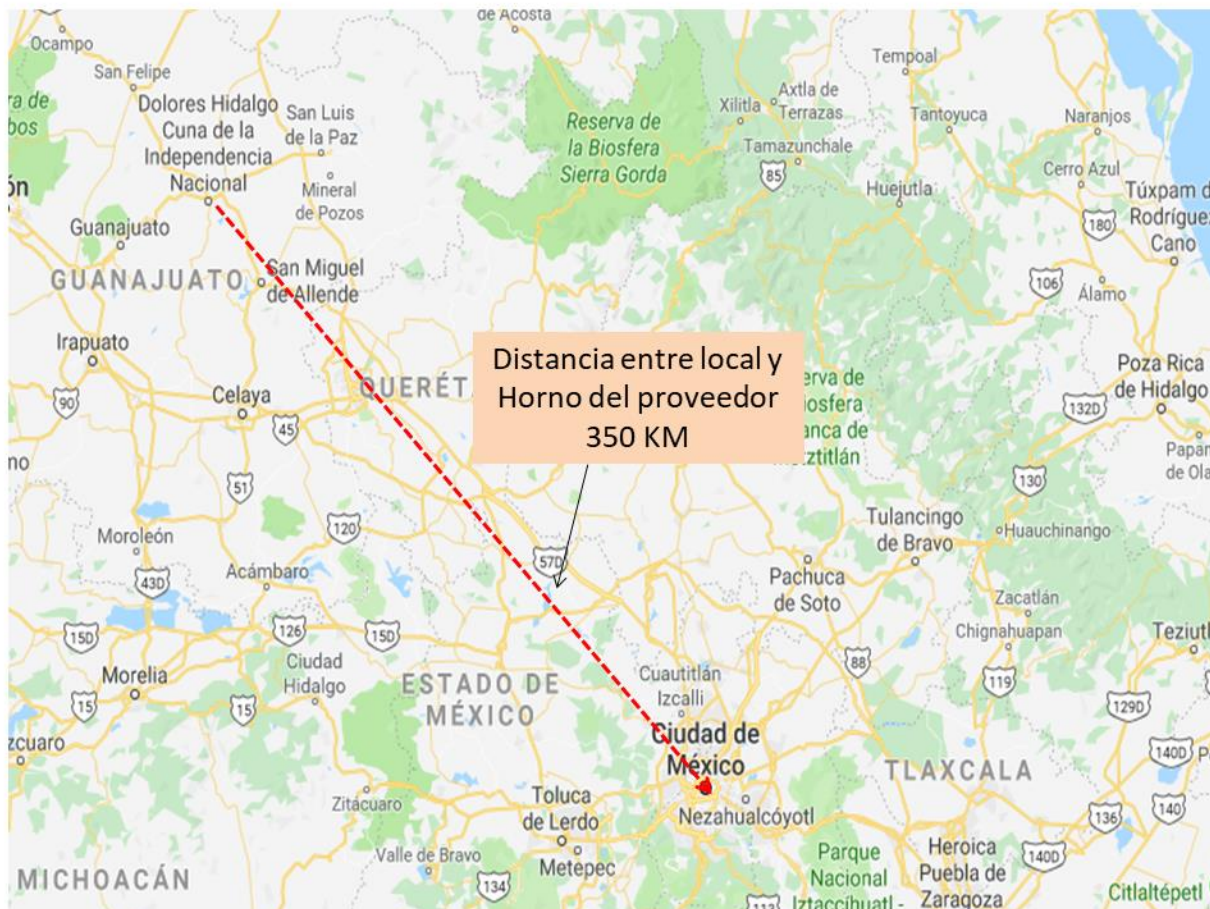 de Acosta
Ocampo
Tempoal
San Felipe
Dolores Hidalgo
Cuna de la
Independencia
Nacional
San Luis
de la Paz
Mineral
de Pozos
Reserva de
la Biosfera
Sierra Gorda
Xilitla
Axtla de
Terrazas
Tamazunchale
85
Tantoyuca
Naranjos
Cerro Azul
Huejutla
Túxpam d
Rodríguez
Cano
180
Guanajuato
GUANAJUATO
San Miguel
de Allende
106
Álamo
Irapuato
Distancia entre local y
Horno del proveedor
350 KM
Poza Rica
de Hidalgo
90
Celaya
QUERÉT
45
132D
Papan
de Ola
51
130
Moroleón
120
Tulancingo
de Bravo
Huauchinango
43D
Acámbaro
57D
Pachuca
de Soto
Zacatlán
15D
126
15D
Chignahuapan
Teziutl
Morelia
Ciudad
Hidalgo
88
15
15
ESTADO DE
MÉXICO
Cuautitlán
Izcalli
119
129D
Ciudad de
México
TLAXCALA
140D
Zitácuaro
Toluca
de Lerdo
Nezahualcóyotl
136
140
Metepec
Valle de Bravo
134
Parque
Nacional
Iztaccíhuatl -
Heroica
Puebla de
Zaragoza
140D
MICHOACÁN
Citlaltépetl